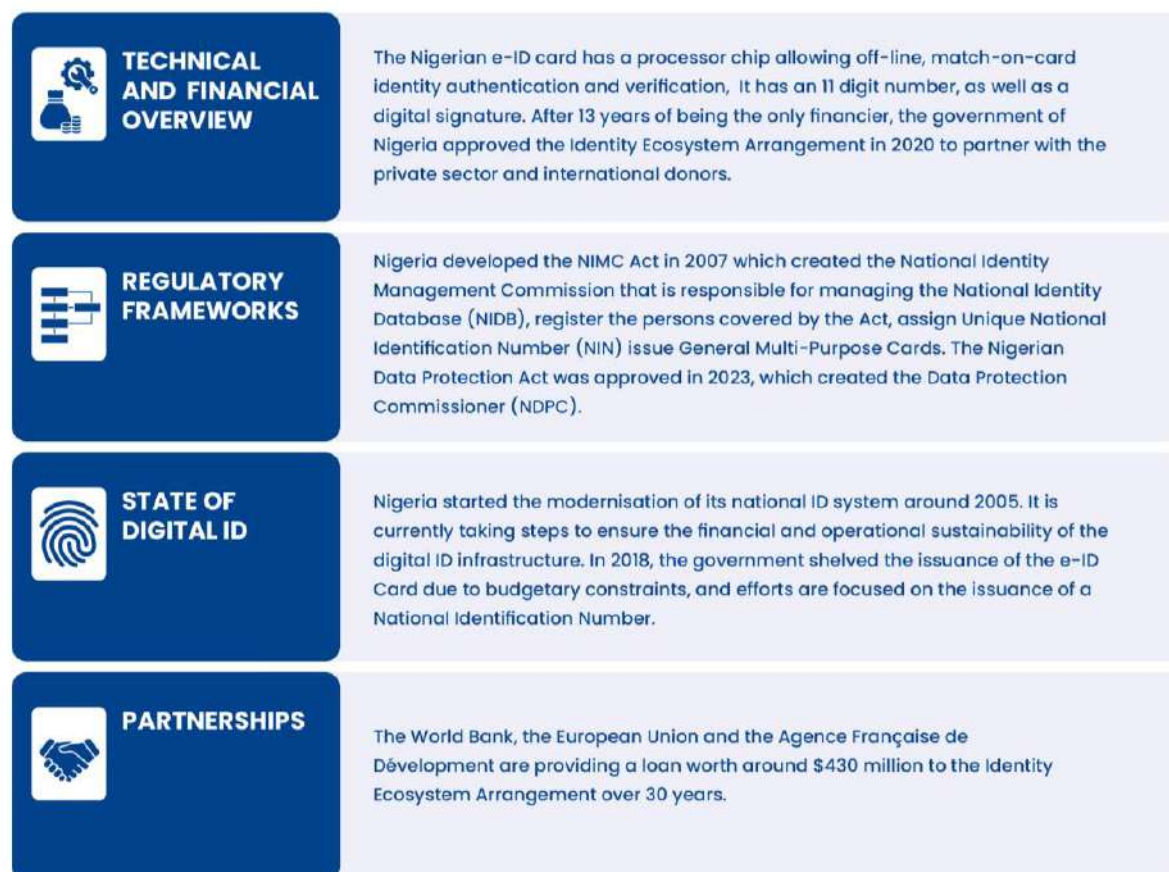 TECHNICAL
AND FINANCIAL
OVERVIEW
The Nigerian e-ID card has a processor chip allowing off-line, match-on-card
identity authentication and verification, It has an 11 digit number, as well as a
digital signature. After 13 years of being the only financier, the government of
Nigeria approved the Identity Ecosystem Arrangement in 2020 to partner with the
private sector and international donors.
REGULATORY
FRAMEWORKS
Nigeria developed the NIMC Act in 2007 which created the National Identity
Management Commission that is responsible for managing the National Identity
Database (NIDB), register the persons covered by the Act, assign Unique National
Identification Number (NIN) issue General Multi-Purpose Cards. The Nigerian
Data Protection Act was approved in 2023, which created the Data Protection
Commissioner (NDPC).
STATE OF
DIGITAL ID
Nigeria started the modernisation of its national ID system around 2005. It is
currently taking steps to ensure the financial and operational sustainability of the
digital ID infrastructure. In 2018, the government shelved the issuance of the e-ID
Card due to budgetary constraints, and efforts are focused on the issuance of a
National Identification Number.
PARTNERSHIPS
The World Bank, the European Union and the Agence Française de
Dévelopment are providing a loan worth around $430 million to the Identity
Ecosystem Arrangement over 30 years.